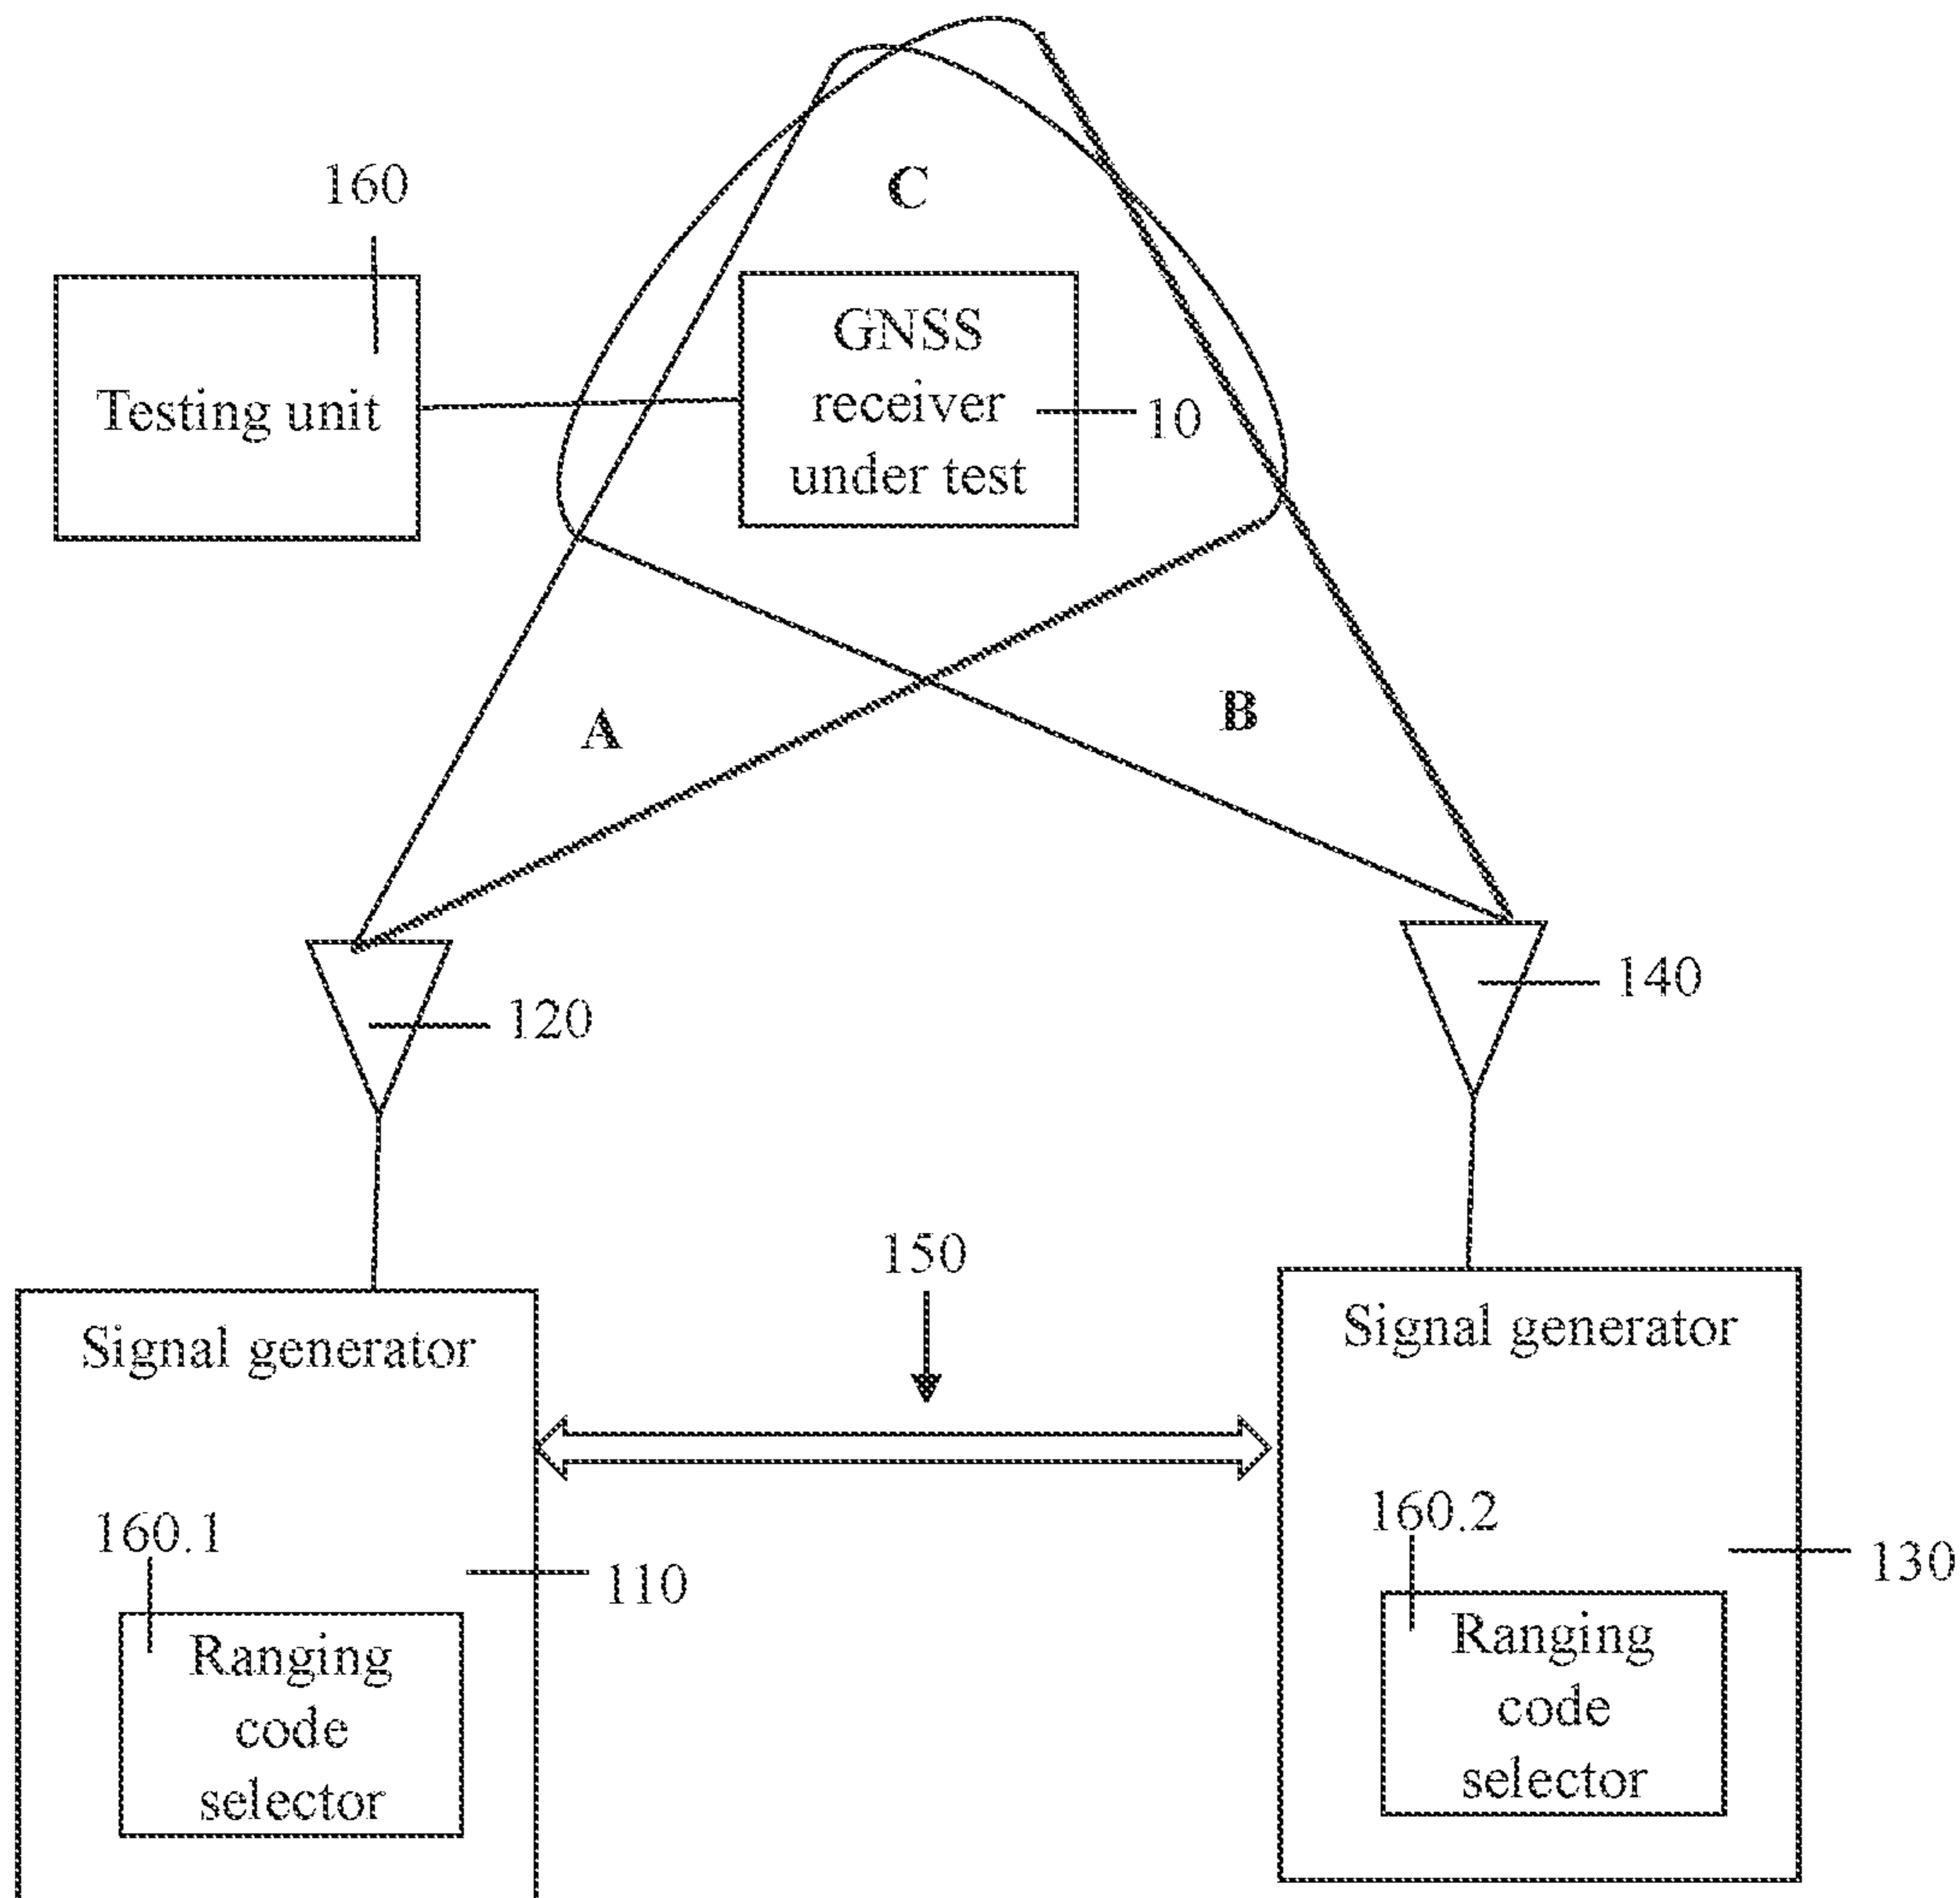 C
160
GNSS
receiver
under test
10
Testing unit
A
B
120
140
150
Signal generator
Signal generator
160.1
160.2
110
130
Ranging
code
selector
Ranging
code
selector